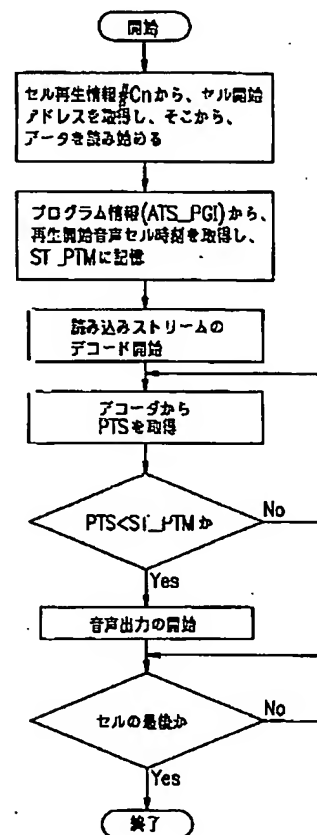 開始
セル再生情報#Cnから、セル開始
アドレスを取得し、そこから、
データを読み始める
プログラム情報(ATS_PGI)から、
再生開始音声セル時刻を取得し、
ST_PTMに記憶
読み込みストリームの
デコード開始
デコーダから
PTSを取得
PTS<ST_PTMか
No
Yes
音声出力の開始
セルの最後か
No
Yes
終了